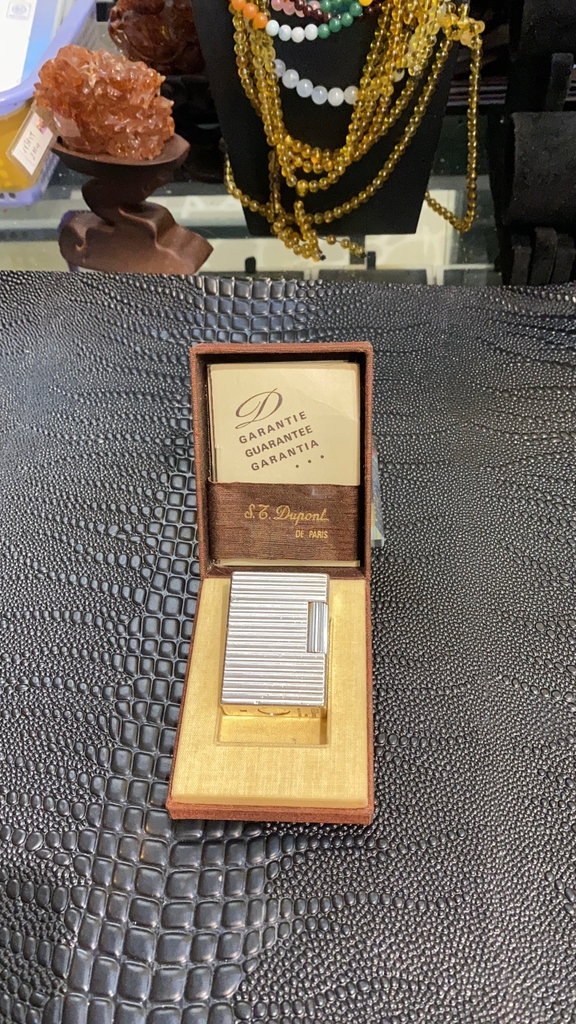 D
GARANTIE
GUARANTEE
GARANTIA
...
S.T. Dupont
DE PARIS